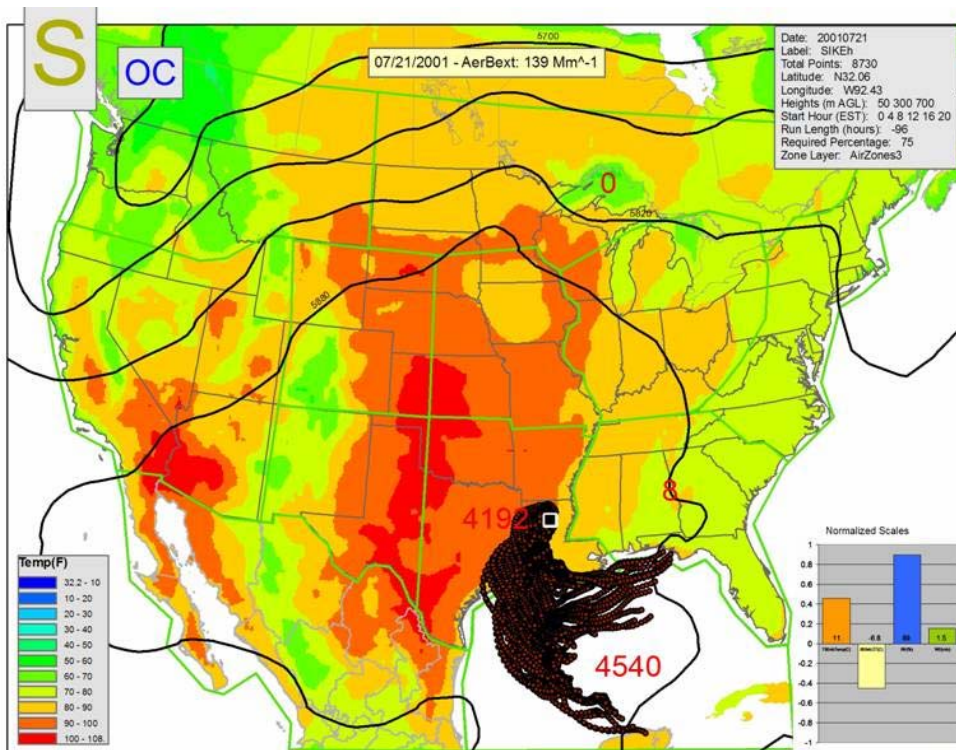 S
OC
07/21/2001 - AerBext: 139 Mm^-1
Date: 20010721
Label: SIKEh
Total Points: 8730
Latitude: N32.06
Longitude: W92.43
Heights (m AGL): 50 300 700
Start Hour (EST): 0 4 8 12 16 20
Run Length (hours): -96
Required Percentage: 75
Zone Layer: AirZones3
5700
0
5820
5880
8
4192
4540
Temp(F)
32.2 - 10
10 - 20
20 - 30
30 - 40
40 - 50
50 - 60
60 - 70
70 - 80
80 - 90
90 - 100
100 - 108.
Normalized Scales
1
0.8
0.6
0.4
0.2
0
-0.2
-0.4
-0.6
-0.8
-1
11
-6.8
1.5